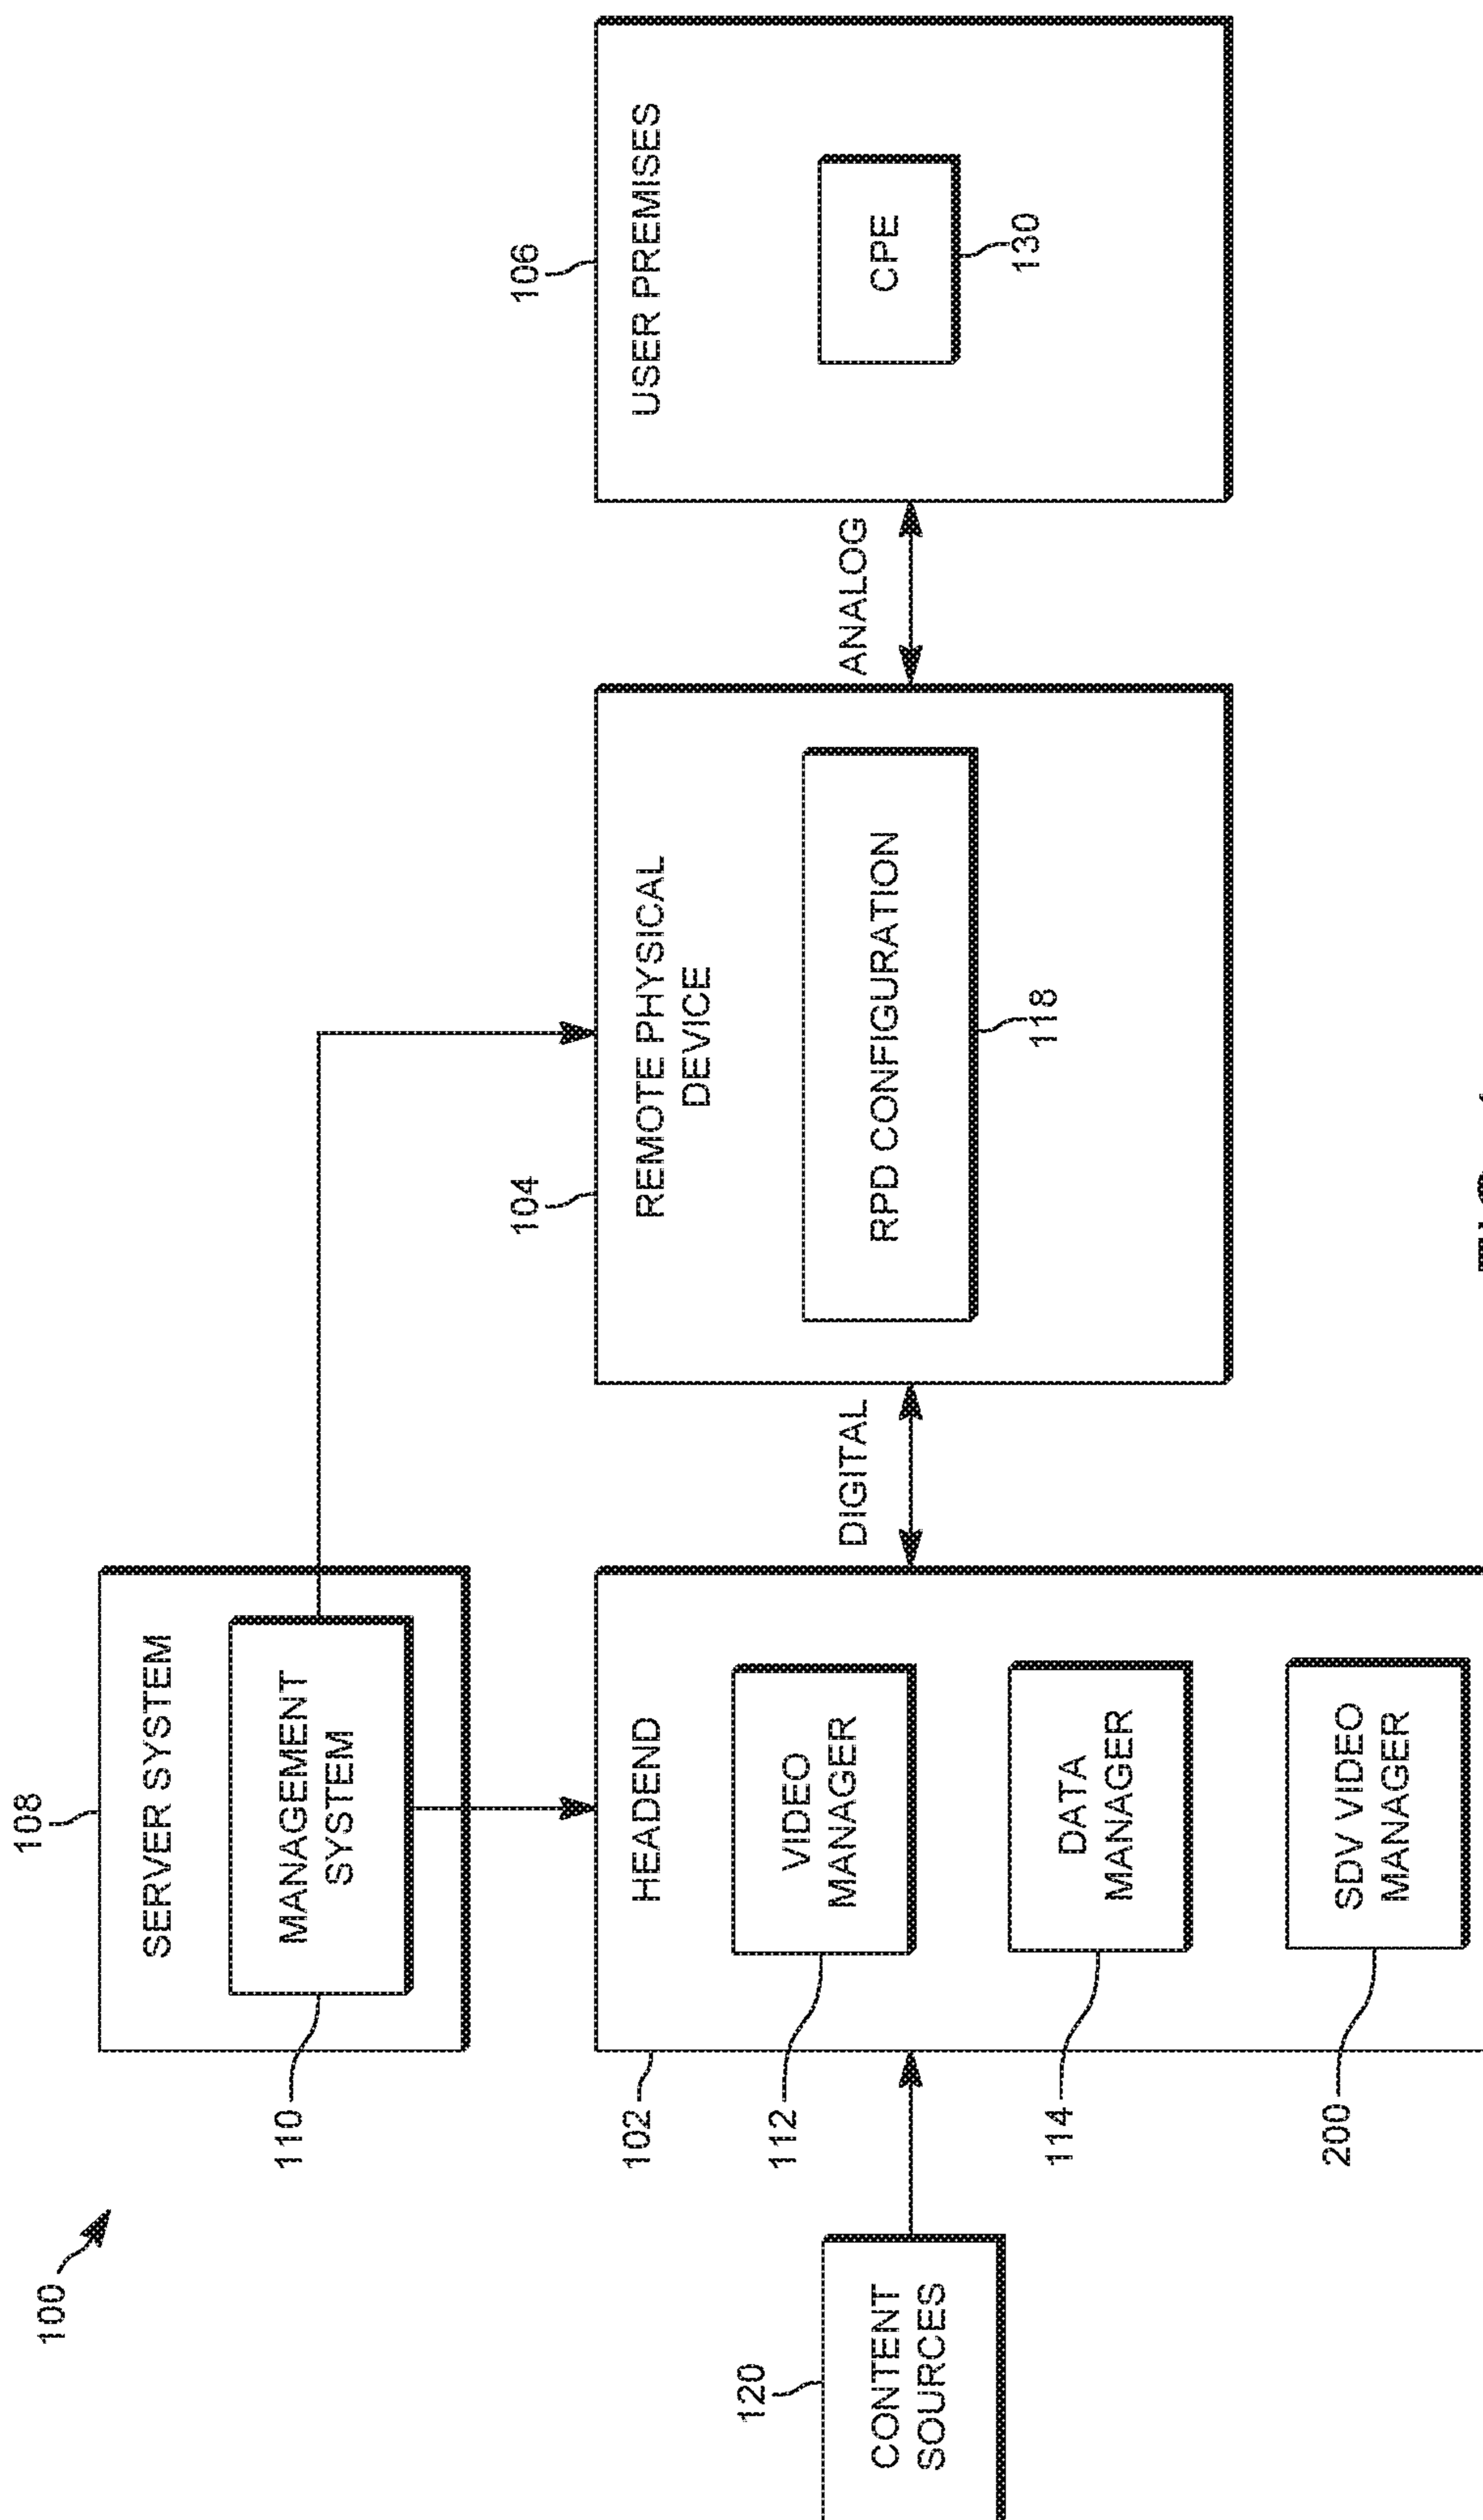 100
108
SERVER SYSTEM
MANAGEMENT
SYSTEM
110
120
CONTENT
SOURCES
102
HEADEND
112
VIDEO
MANAGER
114
DATA
MANAGER
200
SDV VIDEO
MANAGER
DIGITAL
104
REMOTE PHYSICAL
DEVICE
RPD CONFIGURATION
118
ANALOG
106
USER PREMISES
CPE
130